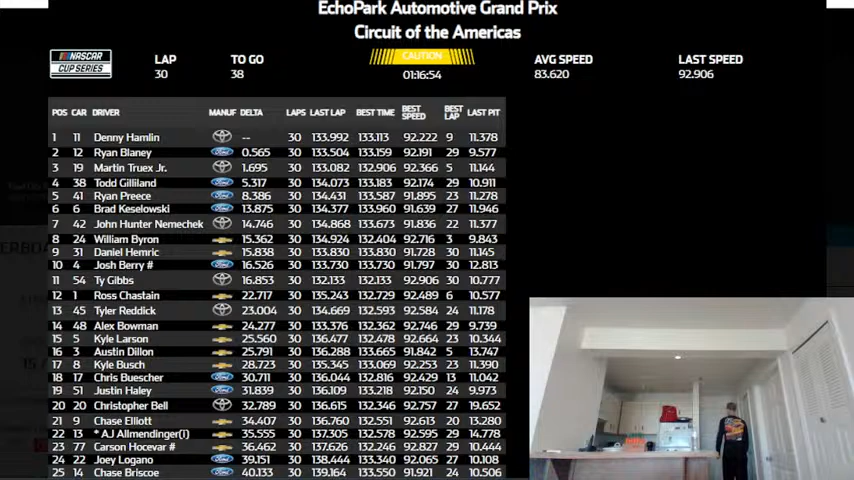 EchoPark Automotive Grand Prix
Circuit of the Americas
NASCAR CUP SERIES
LAP TO GO CAUTION AVG SPEED LAST SPEED
30 38 01:16:54 83.620 92.906
POS CAR DRIVER MANUF DELTA LAPS LAST LAP BEST TIME BEST SPEED BEST LAP LAST PIT
1 11 Denny Hamlin -- 30 133.992 133.113 92.222 9 11.378
2 12 Ryan Blaney Ford 0.565 30 133.504 133.159 92.191 29 9.577
3 19 Martin Truex Jr. 1.695 30 133.082 132.906 92.366 5 11.144
4 38 Todd Gilliland Ford 5.317 30 134.073 133.183 92.174 29 10.911
5 41 Ryan Preece Ford 8.386 30 134.431 133.587 91.895 23 11.278
6 6 Brad Keselowski Ford 13.875 30 134.377 133.960 91.639 27 11.946
7 42 John Hunter Nemechek 14.746 30 134.868 133.673 91.836 22 11.377
8 24 William Byron 15.362 30 134.924 132.404 92.716 3 9.843
9 31 Daniel Hemric 15.838 30 133.830 133.830 91.728 30 11.145
10 4 Josh Berry # Ford 16.526 30 133.730 133.730 91.797 30 12.813
11 54 Ty Gibbs 16.853 30 132.133 132.133 92.906 30 10.777
12 1 Ross Chastain 22.717 30 135.243 132.729 92.489 6 10.577
13 45 Tyler Reddick 23.004 30 134.669 132.593 92.584 24 11.178
14 48 Alex Bowman 24.277 30 133.376 132.362 92.746 29 9.739
15 5 Kyle Larson 25.560 30 136.477 132.478 92.664 23 10.344
16 3 Austin Dillon 25.791 30 136.288 133.665 91.842 5 13.747
17 8 Kyle Busch 28.723 30 135.345 133.069 92.253 23 11.390
18 17 Chris Buescher Ford 30.711 30 136.044 132.816 92.429 13 11.042
19 51 Justin Haley Ford 31.839 30 136.109 133.218 92.150 24 9.973
20 20 Christopher Bell 32.789 30 136.615 132.346 92.757 27 19.652
21 9 Chase Elliott 34.407 30 136.760 132.551 92.613 20 13.280
22 13 * AJ Allmendinger(i) 35.555 30 137.305 132.578 92.595 29 14.778
23 77 Carson Hocevar # 36.462 30 137.626 132.246 92.827 29 10.444
24 22 Joey Logano Ford 39.151 30 138.444 133.340 92.065 27 10.108
25 14 Chase Briscoe Ford 40.133 30 139.164 133.550 91.921 24 10.506